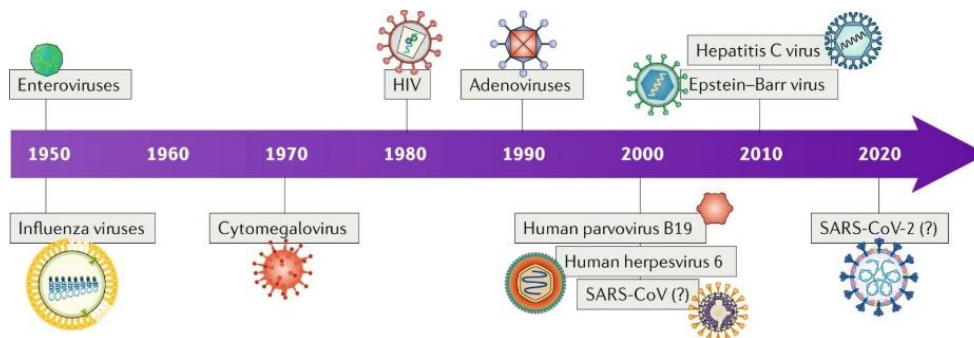 Hepatitis C virus
Enteroviruses
HIV
Adenoviruses
Epstein–Barr virus
1950 1960 1970 1980 1990 2000 2010 2020
Influenza viruses
Cytomegalovirus
Human parvovirus B19
SARS-CoV-2 (?)
Human herpesvirus 6
SARS-CoV (?)